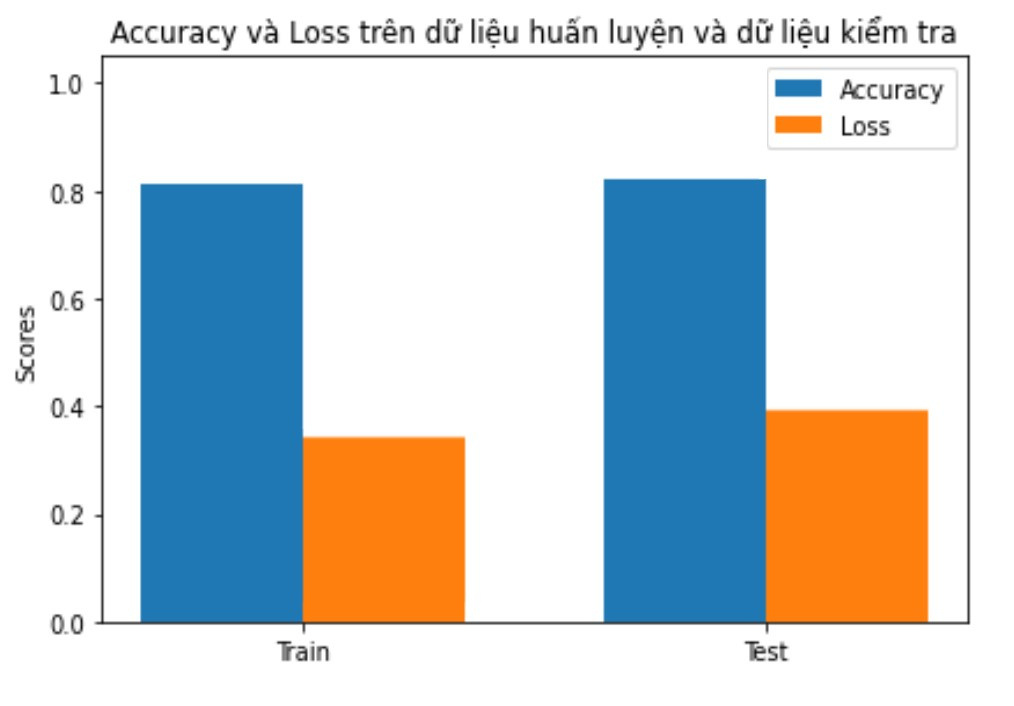 Accuracy và Loss trên dữ liệu huấn luyện và dữ liệu kiểm tra
Accuracy
Loss
Scores
1.0
0.8
0.6
0.4
0.2
0.0
Train
Test